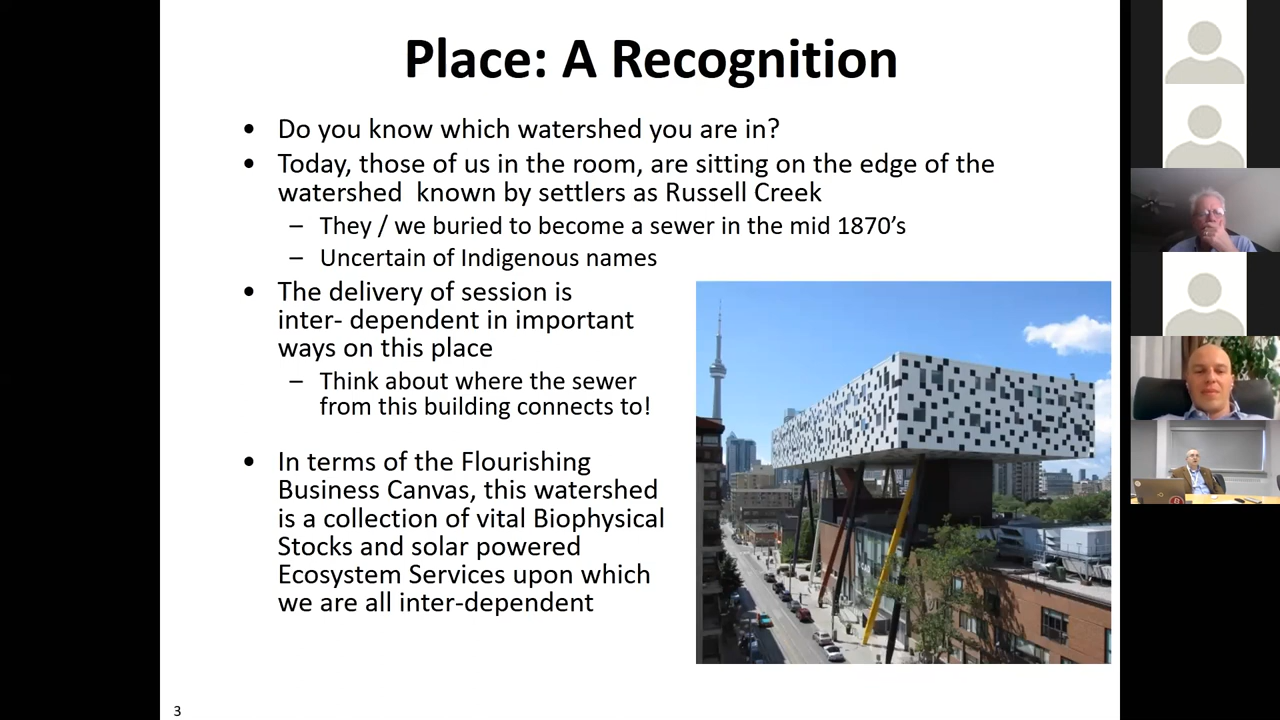 Place: A Recognition
• Do you know which watershed you are in?
• Today, those of us in the room, are sitting on the edge of the
watershed  known by settlers as Russell Creek
– They / we buried to become a sewer in the mid 1870’s
– Uncertain of Indigenous names
• The delivery of session is
inter- dependent in important
ways on this place
– Think about where the sewer
from this building connects to!
• In terms of the Flourishing
Business Canvas, this watershed
is a collection of vital Biophysical
Stocks and solar powered
Ecosystem Services upon which
we are all inter-dependent
3